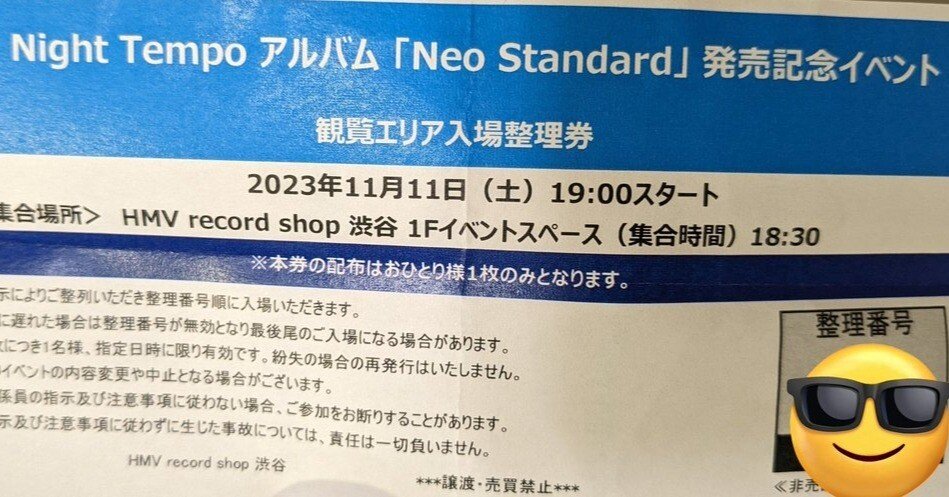 Night Tempo アルバム「Neo Standard」発売記念イベント
観覧エリア入場整理券
2023年11月11日（土）19:00スタート
集合場所＞ HMV record shop 渋谷 1Fイベントスペース（集合時間）18:30
※本券の配布はおひとり様1枚のみとなります。
示によりご整列いただき整理番号順に入場いただきます。
に遅れた場合は整理番号が無効となり最後尾のご入場になる場合があります。
につき1名様、指定日時に限り有効です。紛失の場合の再発行はいたしません。
イベントの内容変更や中止となる場合がございます。
係員の指示及び注意事項に従わない場合、ご参加をお断りすることがあります。
示及び注意事項に従わずに生じた事故については、責任は一切負いません。
HMV record shop 渋谷
***譲渡・売買禁止***
整理番号
≪非売